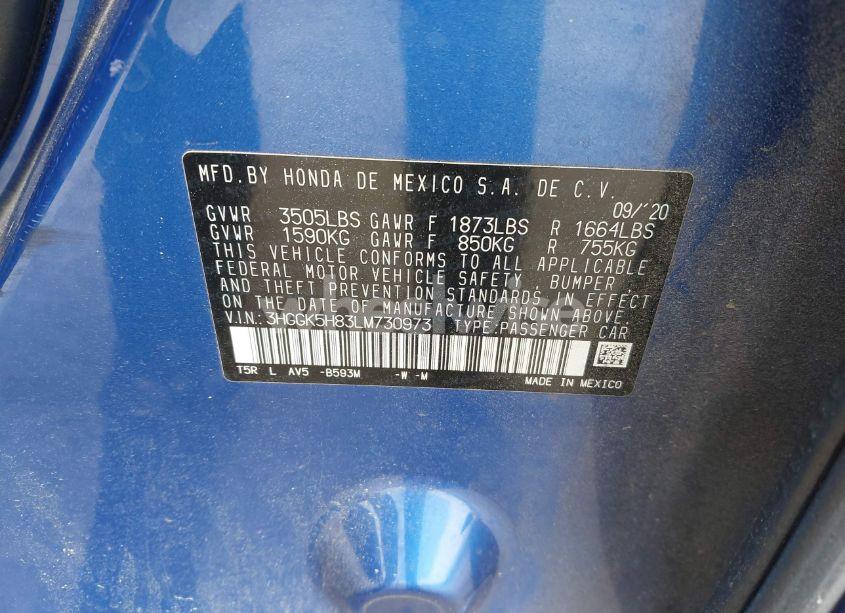 MFD.BY HONDA DE MEXICO S.A. DE C.V.
09/'20
GVWR 3505LBS GAWR F 1873LBS R 1664LBS
GVWR 1590KG GAWR F 850KG R 755KG
THIS VEHICLE CONFORMS TO ALL APPLICABLE
FEDERAL MOTOR VEHICLE SAFETY, BUMPER,
AND THEFT PREVENTION STANDARDS IN EFFECT
ON THE DATE OF MANUFACTURE SHOWN ABOVE.
V.I.N.:3HGGK5H83LM730973 TYPE:PASSENGER CAR
T5R L AV5 -B593M -W -M
MADE IN MEXICO